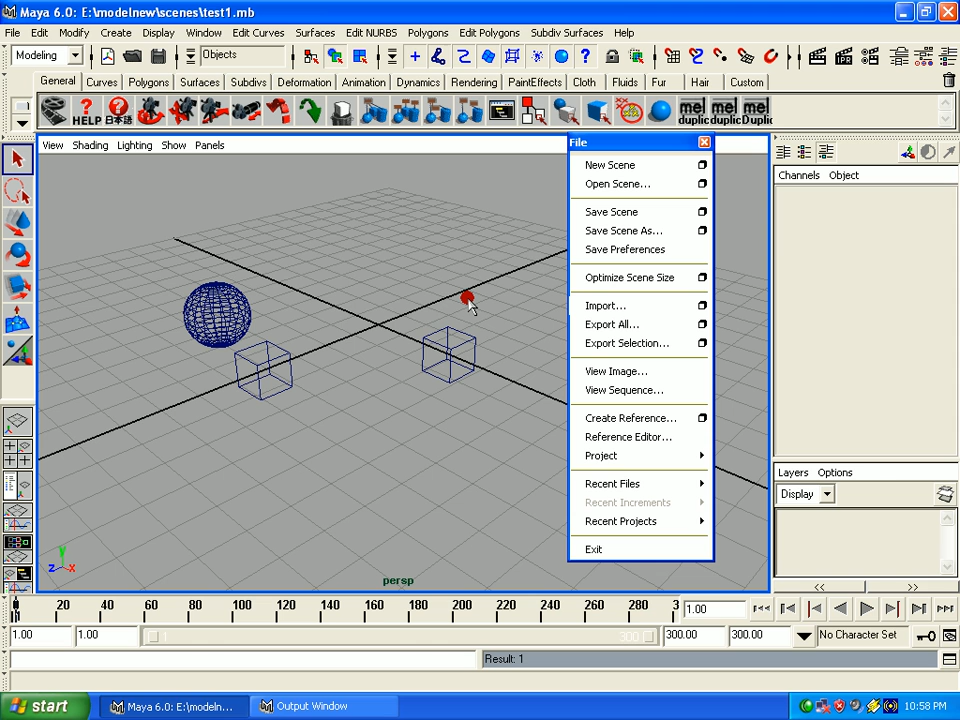 Maya 6.0: E:\modelnew\scenes\test1.mb
File Edit Modify Create Display Window Edit Curves Surfaces Edit NURBS Polygons Edit Polygons Subdiv Surfaces Help
Modeling Objects
General Curves Polygons Surfaces Subdivs Deformation Animation Dynamics Rendering PaintEffects Cloth Fluids Fur Hair Custom
HELP 日本語 mel duplic mel duplic mel Duplic
View Shading Lighting Show Panels
File
New Scene
Open Scene...
Save Scene
Save Scene As...
Save Preferences
Optimize Scene Size
Import...
Export All...
Export Selection...
View Image...
View Sequence...
Create Reference...
Reference Editor...
Project
Recent Files
Recent Increments
Recent Projects
Exit
Channels Object
Layers Options
Display
<< >>
y
z x
persp
20 40 60 80 100 120 140 160 180 200 220 240 260 280 3
1.00
1.00 1.00 1 300 300.00 300.00 No Character Set
Result: 1
start Maya 6.0: E:\modeln... Output Window 10:58 PM